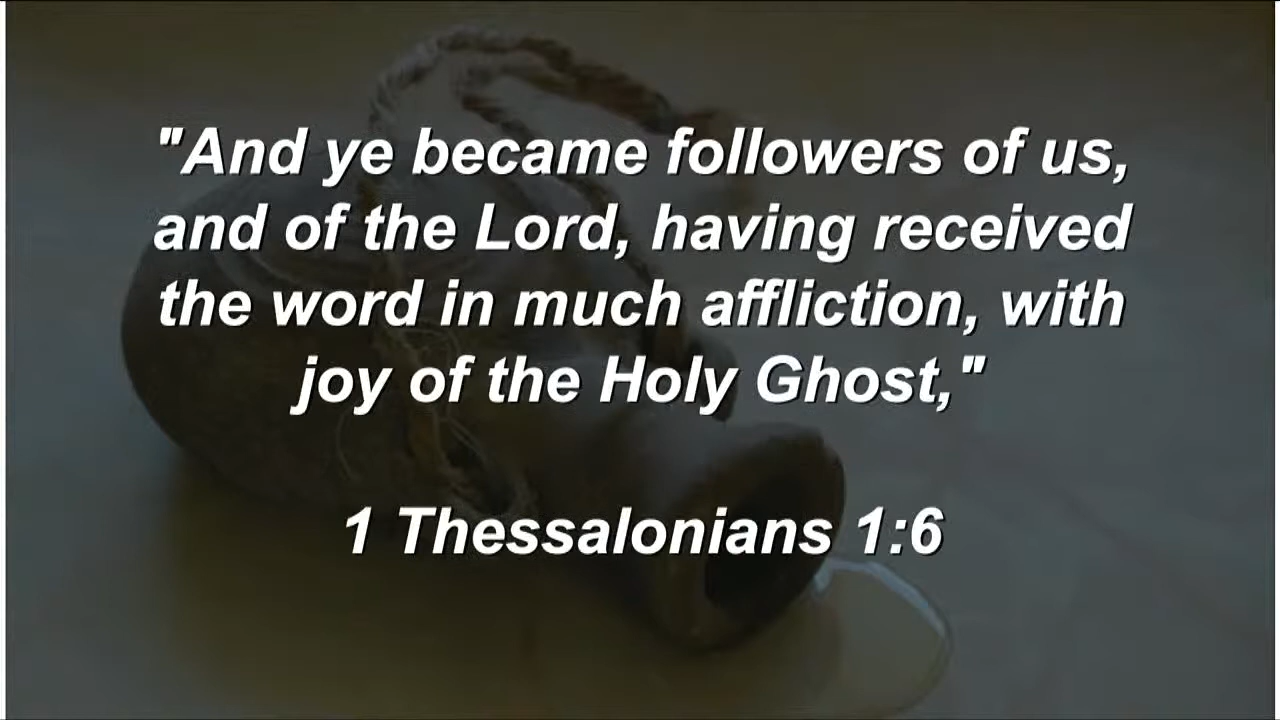 "And ye became followers of us,
and of the Lord, having received
the word in much affliction, with
joy of the Holy Ghost,"
1 Thessalonians 1:6